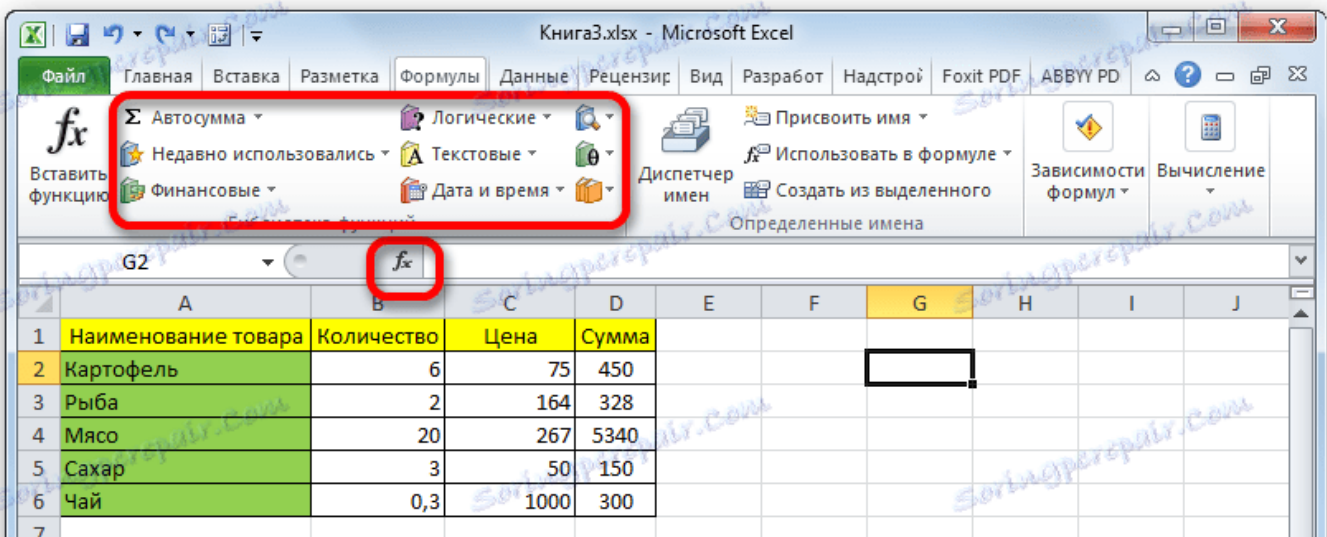 Книга3.xlsx - Microsoft Excel
Файл Главная Вставка Разметка Формулы Данные Рецензир Вид Разработ Надстрой Foxit PDF ABBYY PD
fx Вставить функцию
Σ Автосумма
Недавно использовались
Финансовые
Логические
A Текстовые
Дата и время
θ
Библиотека функций
Диспетчер имен
Присвоить имя
Использовать в формуле
Создать из выделенного
Определенные имена
Зависимости формул
Вычисление
G2 fx
A B C D E F G H I J
1 Наименование товара Количество Цена Сумма
2 Картофель 6 75 450
3 Рыба 2 164 328
4 Мясо 20 267 5340
5 Сахар 3 50 150
6 Чай 0,3 1000 300
7